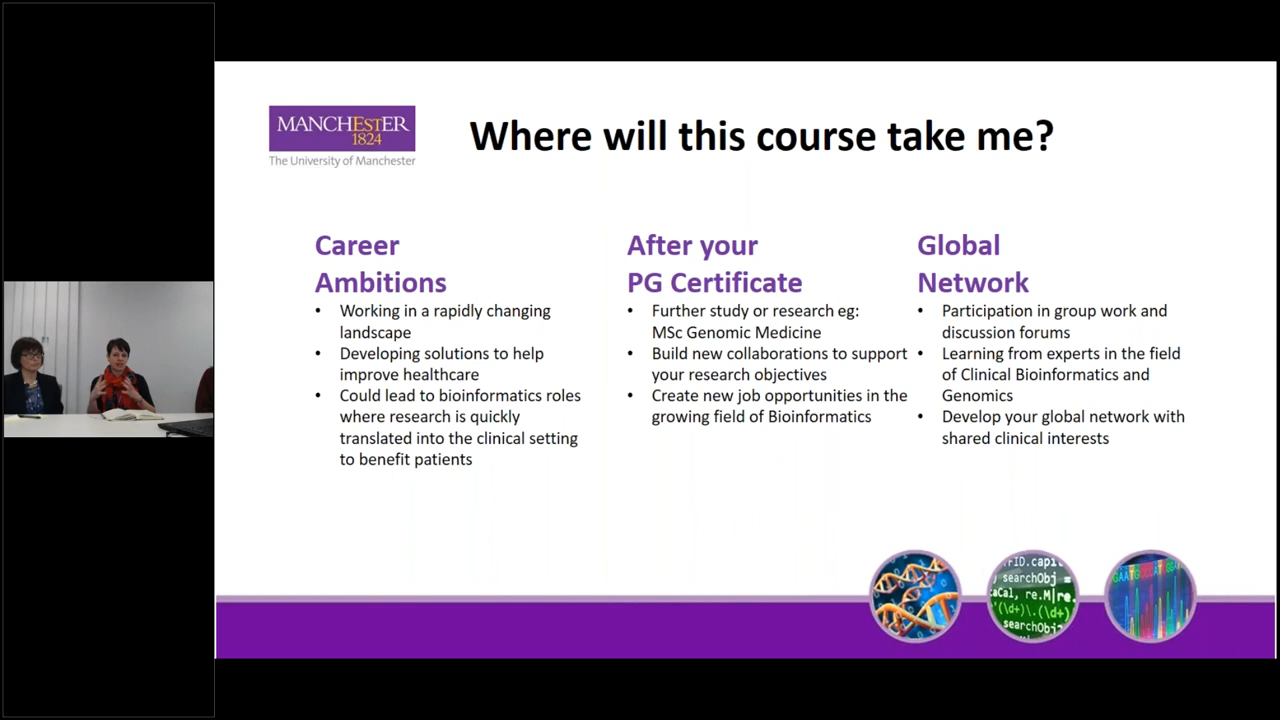 MANCHEstER
1824
The University of Manchester
Where will this course take me?
Career
Ambitions
• Working in a rapidly changing
landscape
• Developing solutions to help
improve healthcare
• Could lead to bioinformatics roles
where research is quickly
translated into the clinical setting
to benefit patients
After your
PG Certificate
• Further study or research eg:
MSc Genomic Medicine
• Build new collaborations to support
your research objectives
• Create new job opportunities in the
growing field of Bioinformatics
Global
Network
• Participation in group work and
discussion forums
• Learning from experts in the field
of Clinical Bioinformatics and
Genomics
• Develop your global network with
shared clinical interests
searchObj =
aCal, re.M|re.
'(\d+)\.(\d+)
searchObj